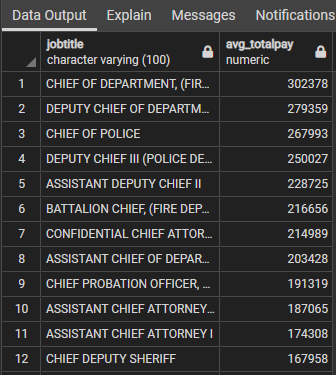 Data Output Explain Messages Notifications
jobtitle avg_totalpay
character varying (100) numeric
1 CHIEF OF DEPARTMENT, (FIR... 302378
2 DEPUTY CHIEF OF DEPARTM... 279359
3 CHIEF OF POLICE 267993
4 DEPUTY CHIEF III (POLICE DE... 250027
5 ASSISTANT DEPUTY CHIEF II 228725
6 BATTALION CHIEF, (FIRE DEP... 216656
7 CONFIDENTIAL CHIEF ATTOR... 214989
8 ASSISTANT CHIEF OF DEPAR... 203428
9 CHIEF PROBATION OFFICER, ... 191319
10 ASSISTANT CHIEF ATTORNEY... 187065
11 ASSISTANT CHIEF ATTORNEY I 174308
12 CHIEF DEPUTY SHERIFF 167958